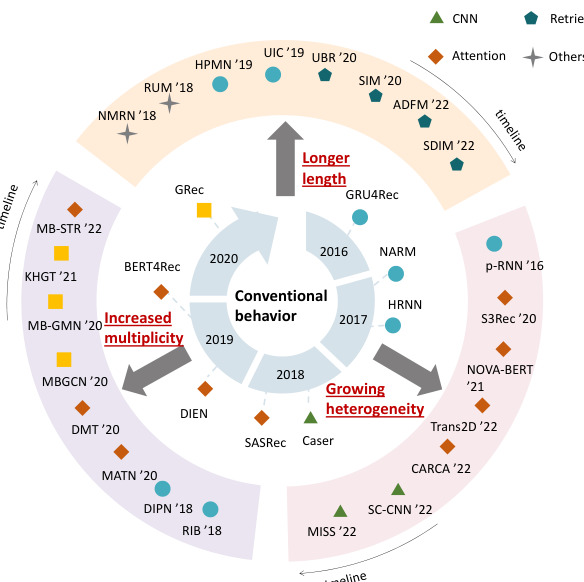 CNN
Attention
Others
UIC ’19
HPMN ’19
UBR ’20
RUM ’18
SIM ’20
NMRN ’18
ADFM ’22
SDIM ’22
timeline
Longer
length
GRec
GRU4Rec
2020
2016
NARM
BERT4Rec
Conventional
behavior
HRNN
2017
2019
2018
Increased
multiplicity
Growing
heterogeneity
DIEN
SASRec
Caser
timeline
MB-STR ’22
KHGT ’21
MB-GMN ’20
MBGCN ’20
DMT ’20
MATN ’20
DIPN ’18
RIB ’18
p-RNN ’16
S3Rec ’20
NOVA-BERT
’21
Trans2D ’22
CARCA ’22
SC-CNN ’22
MISS ’22
timeline